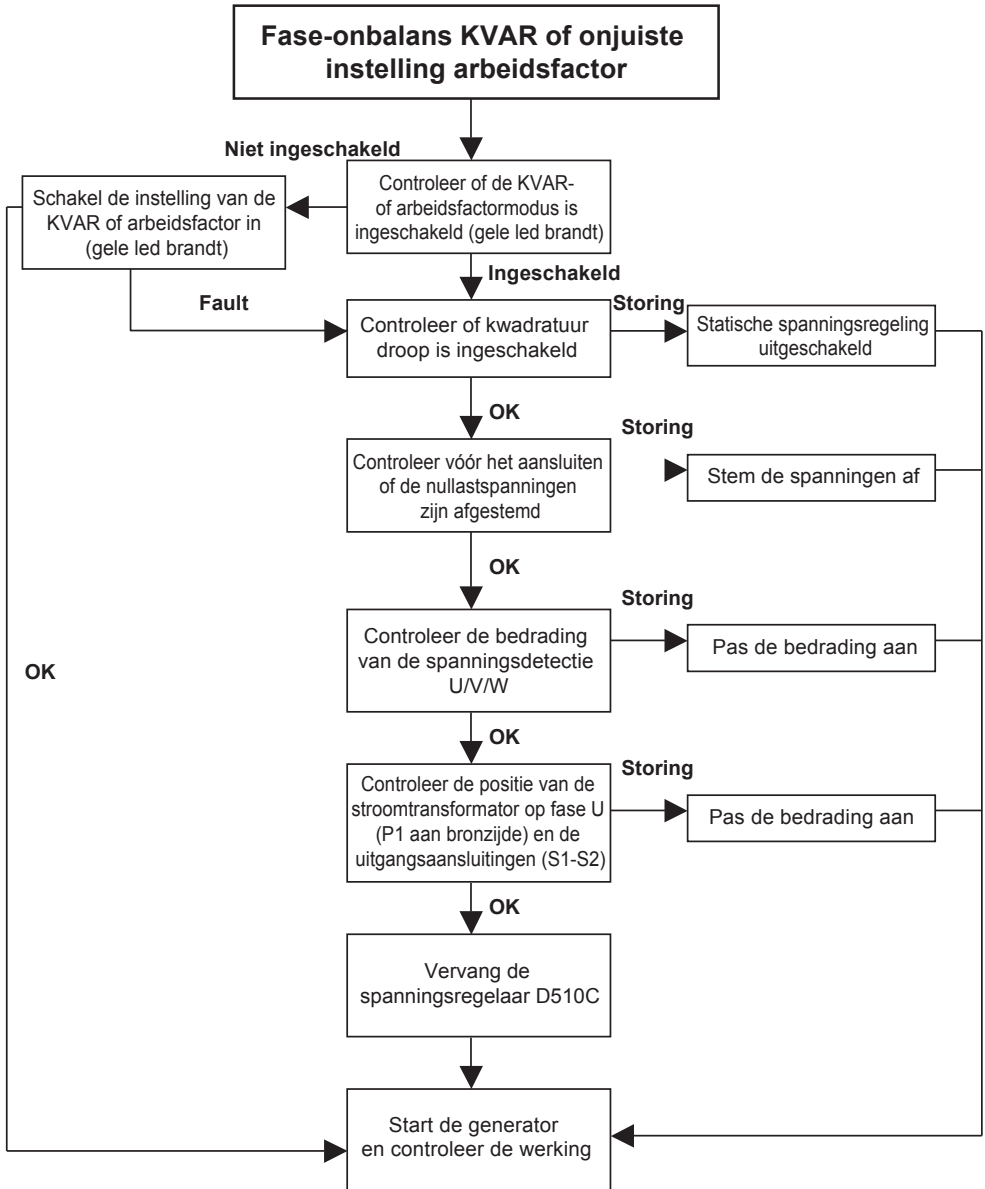 Fase-onbalans KVAR of onjuiste
instelling arbeidsfactor
Niet ingeschakeld
Controleer of de KVAR-
of arbeidsfactormodus is
ingeschakeld (gele led brandt)
Schakel de instelling van de
KVAR of arbeidsfactor in
(gele led brandt)
Ingeschakeld
Fault
Storing
Controleer of kwadratuur
droop is ingeschakeld
Statische spanningsregeling
uitgeschakeld
OK
Storing
Controleer vóór het aansluiten
of de nullastspanningen
zijn afgestemd
Stem de spanningen af
OK
Storing
Controleer de bedrading
van de spanningsdetectie
U/V/W
Pas de bedrading aan
OK
OK
Storing
Controleer de positie van de
stroomtransformator op fase U
(P1 aan bronzijde) en de
uitgangsaansluitingen (S1-S2)
Pas de bedrading aan
OK
Vervang de
spanningsregelaar D510C
Start de generator
en controleer de werking